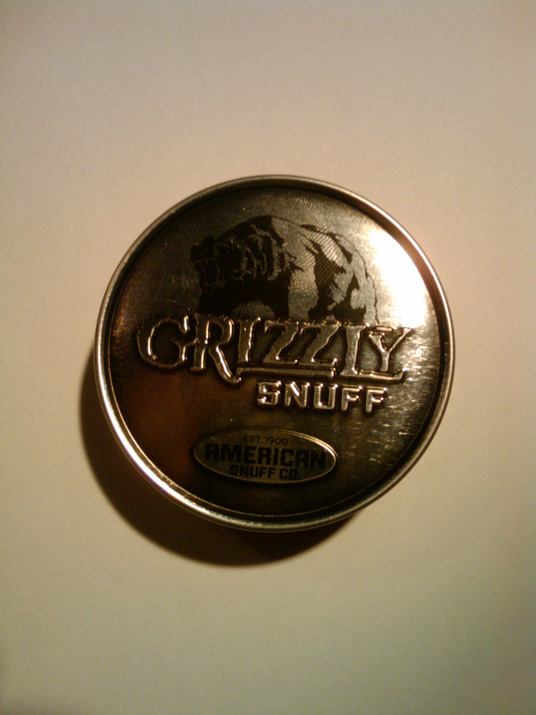 GRIZZLY
SNUFF
EST. 1900
AMERICAN
SNUFF CO.